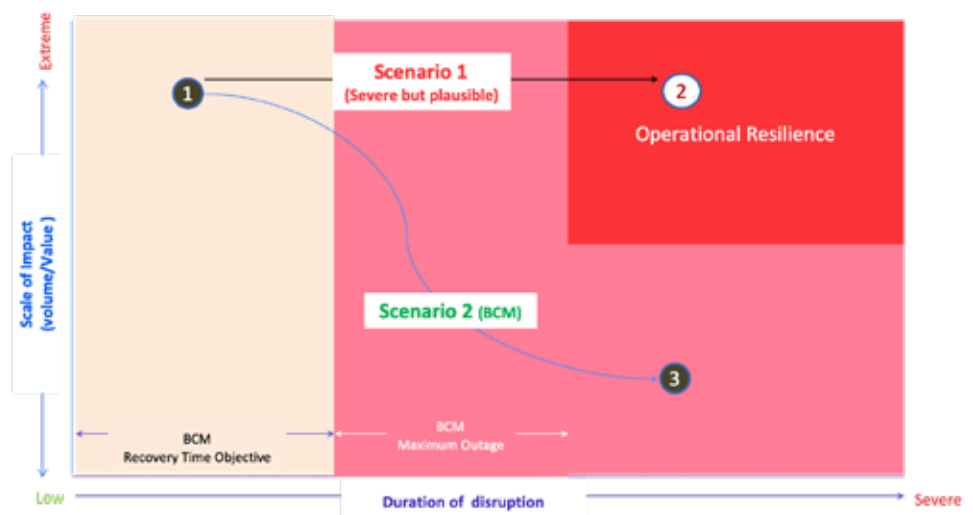 Extreme
Scale of Impact
(volume/Value )
Low
1
Scenario 1
(Severe but plausible)
2
Operational Resilience
Scenario 2 (BCM)
3
BCM
Recovery Time Objective
BCM
Maximum Outage
Duration of disruption
Severe